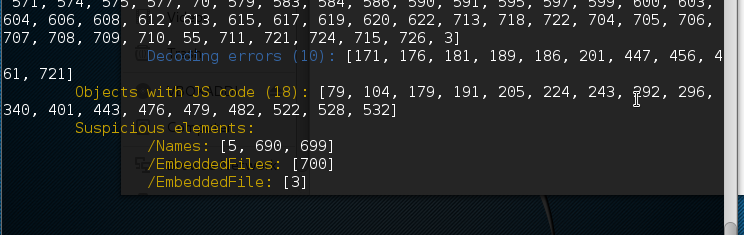 571, 574, 575, 577, 70, 579, 583, 584, 586, 590, 591, 595, 597, 599, 600, 603,
604, 606, 608, 612, 613, 615, 617, 619, 620, 622, 713, 718, 722, 704, 705, 706,
707, 708, 709, 710, 55, 711, 721, 724, 715, 726, 3]
Decoding errors (10): [171, 176, 181, 189, 186, 201, 447, 456, 4
61, 721]
Objects with JS code (18): [79, 104, 179, 191, 205, 224, 243, 292, 296,
340, 401, 443, 476, 479, 482, 522, 528, 532]
Suspicious elements:
/Names: [5, 690, 699]
/EmbeddedFiles: [700]
/EmbeddedFile: [3]